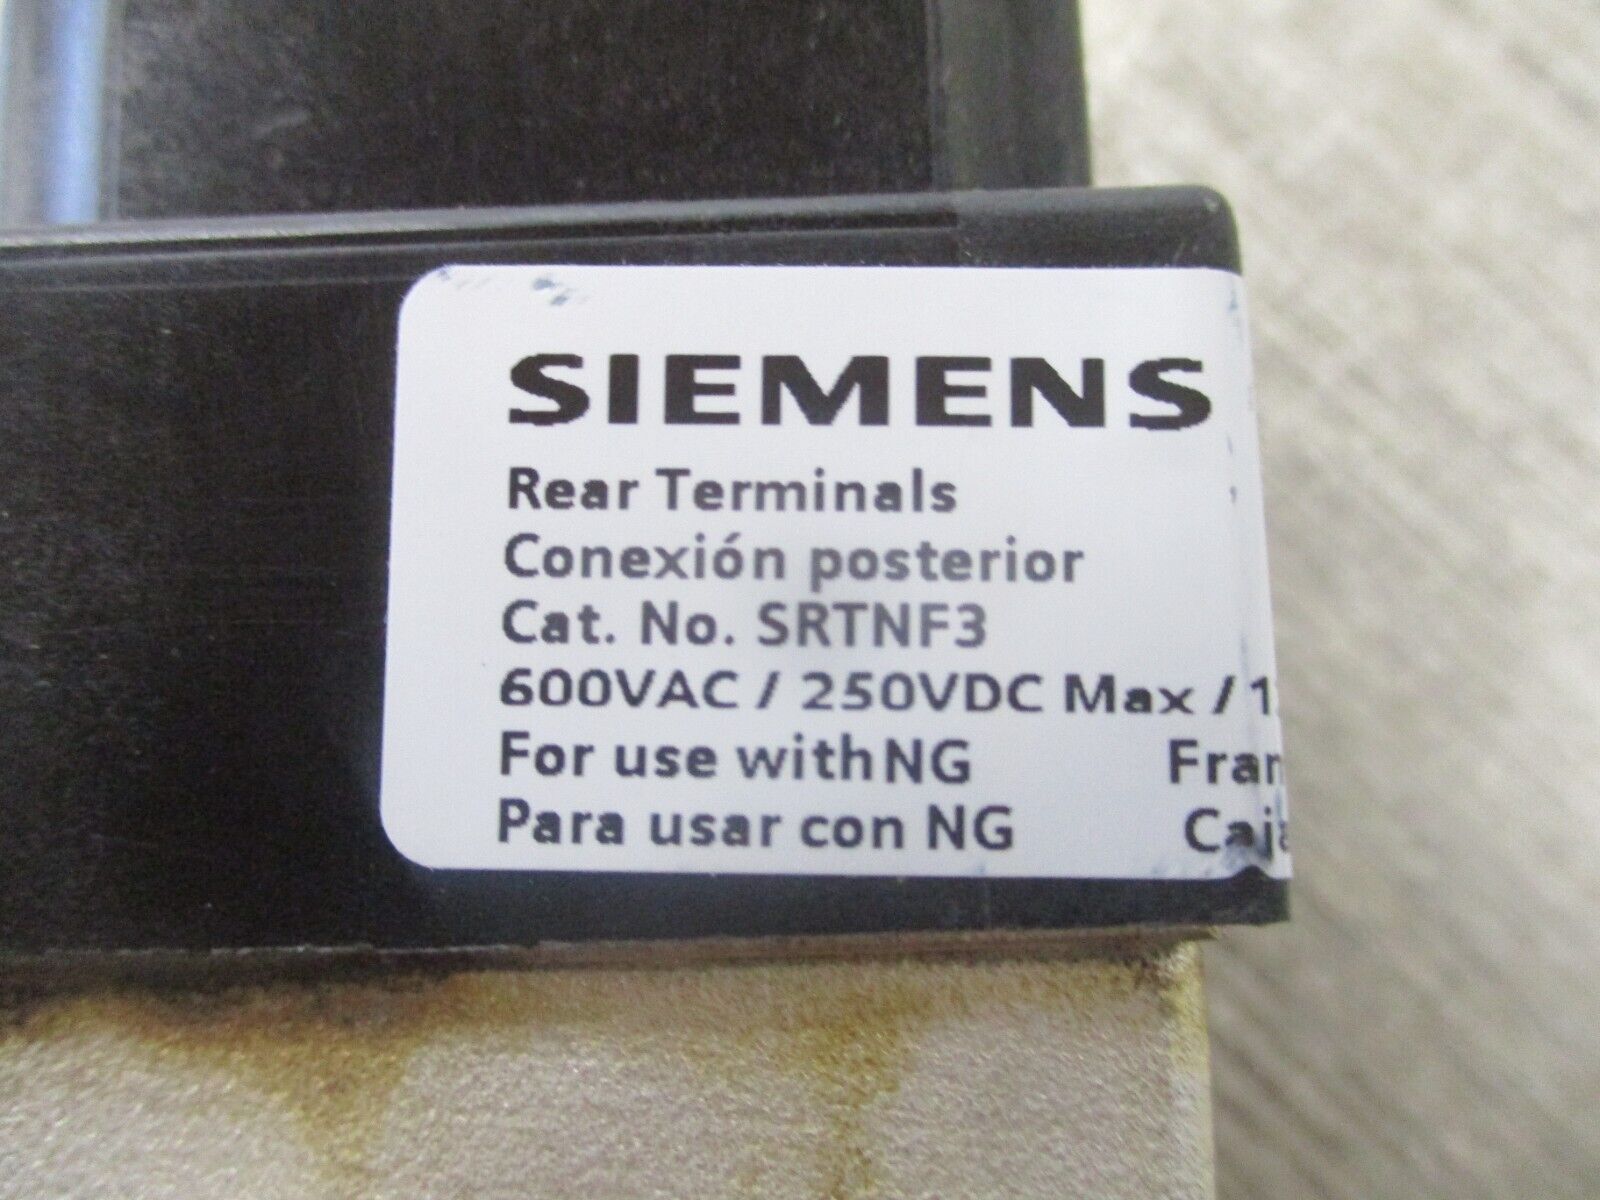 SIEMENS
Rear Terminals
Conexión posterior
Cat. No. SRTNF3
600VAC / 250VDC Max /
For use with NG
Para usar con NG